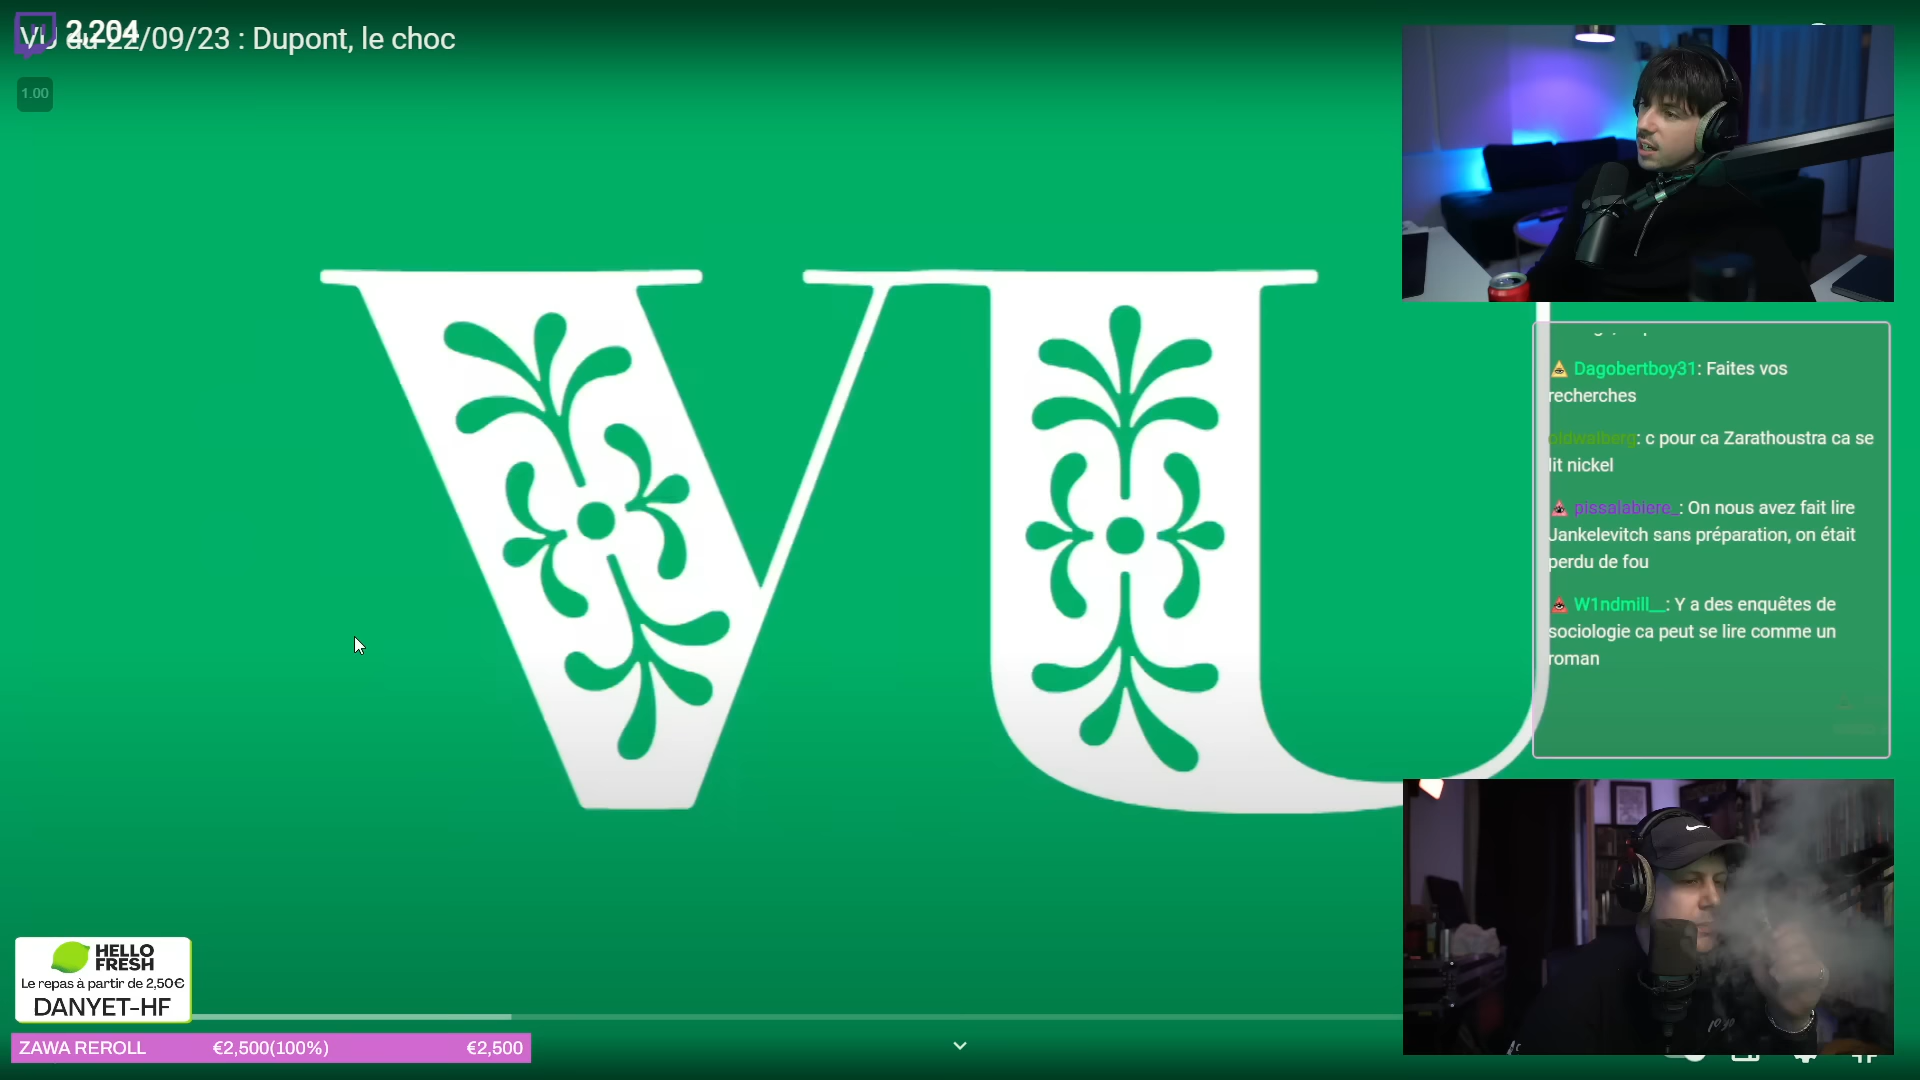 2,204
VU du 22/09/23 : Dupont, le choc
1.00
VU
Dagobertboy31: Faites vos
recherches
oldwalberg: c pour ca Zarathoustra ca se
lit nickel
pissalabiere_: On nous avez fait lire
Jankelevitch sans préparation, on était
perdu de fou
W1ndmill__: Y a des enquêtes de
sociologie ca peut se lire comme un
roman
HELLO
FRESH
Le repas à partir de 2,50€
DANYET-HF
ZAWA REROLL €2,500(100%) €2,500